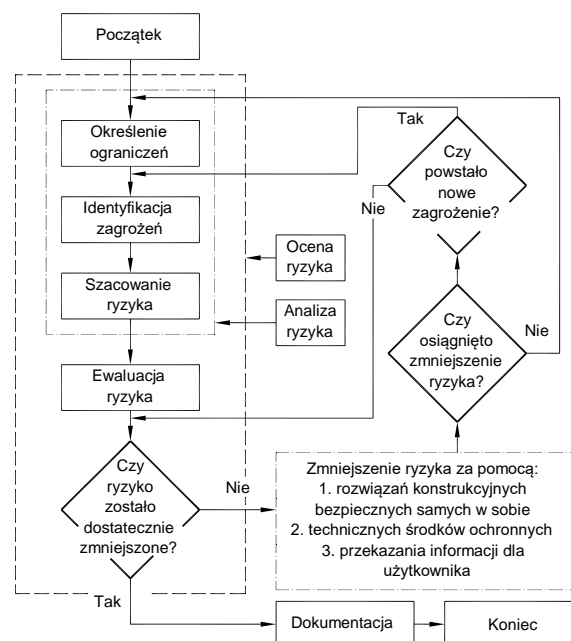 Początek
Określenie
ograniczeń
Identyfikacja
zagrożeń
Szacowanie
ryzyka
Ewaluacja
ryzyka
Czy
ryzyko
zostało
dostatecznie
zmniejszone?
Nie
Tak
Ocena
ryzyka
Analiza
ryzyka
Tak
Czy
powstało
nowe
zagrożenie?
Nie
Czy
osiągnięto
zmniejszenie
ryzyka?
Nie
Zmniejszenie ryzyka za pomocą:
1. rozwiązań konstrukcyjnych
bezpiecznych samych w sobie
2. technicznych środków ochronnych
3. przekazania informacji dla
użytkownika
Dokumentacja
Koniec